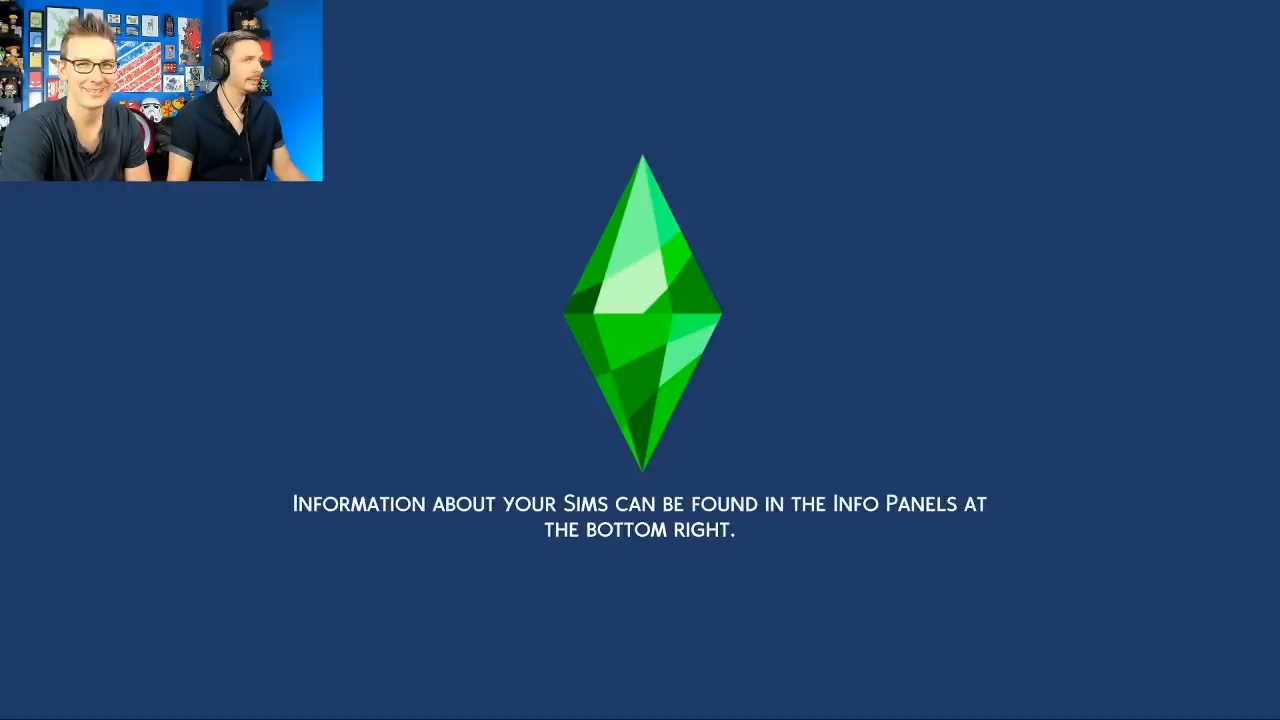 Information about your Sims can be found in the Info Panels at
the bottom right.